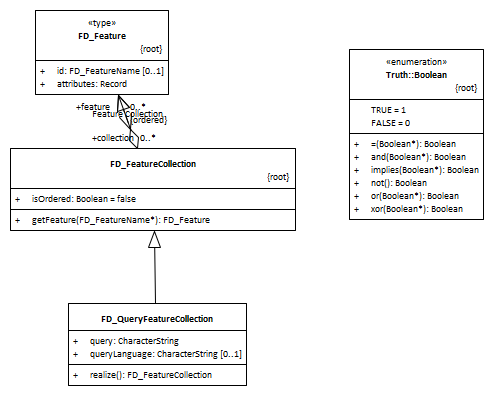 «type»
FD_Feature
{root}
+ id: FD_FeatureName [0..1]
+ attributes: Record
+feature 0..*
FeatureCollection
{ordered}
+collection 0..*
FD_FeatureCollection
{root}
+ isOrdered: Boolean = false
+ getFeature(FD_FeatureName*): FD_Feature
FD_QueryFeatureCollection
+ query: CharacterString
+ queryLanguage: CharacterString [0..1]
+ realize(): FD_FeatureCollection
«enumeration»
Truth::Boolean
{root}
TRUE = 1
FALSE = 0
+ =(Boolean*): Boolean
+ and(Boolean*): Boolean
+ implies(Boolean*): Boolean
+ not(): Boolean
+ or(Boolean*): Boolean
+ xor(Boolean*): Boolean